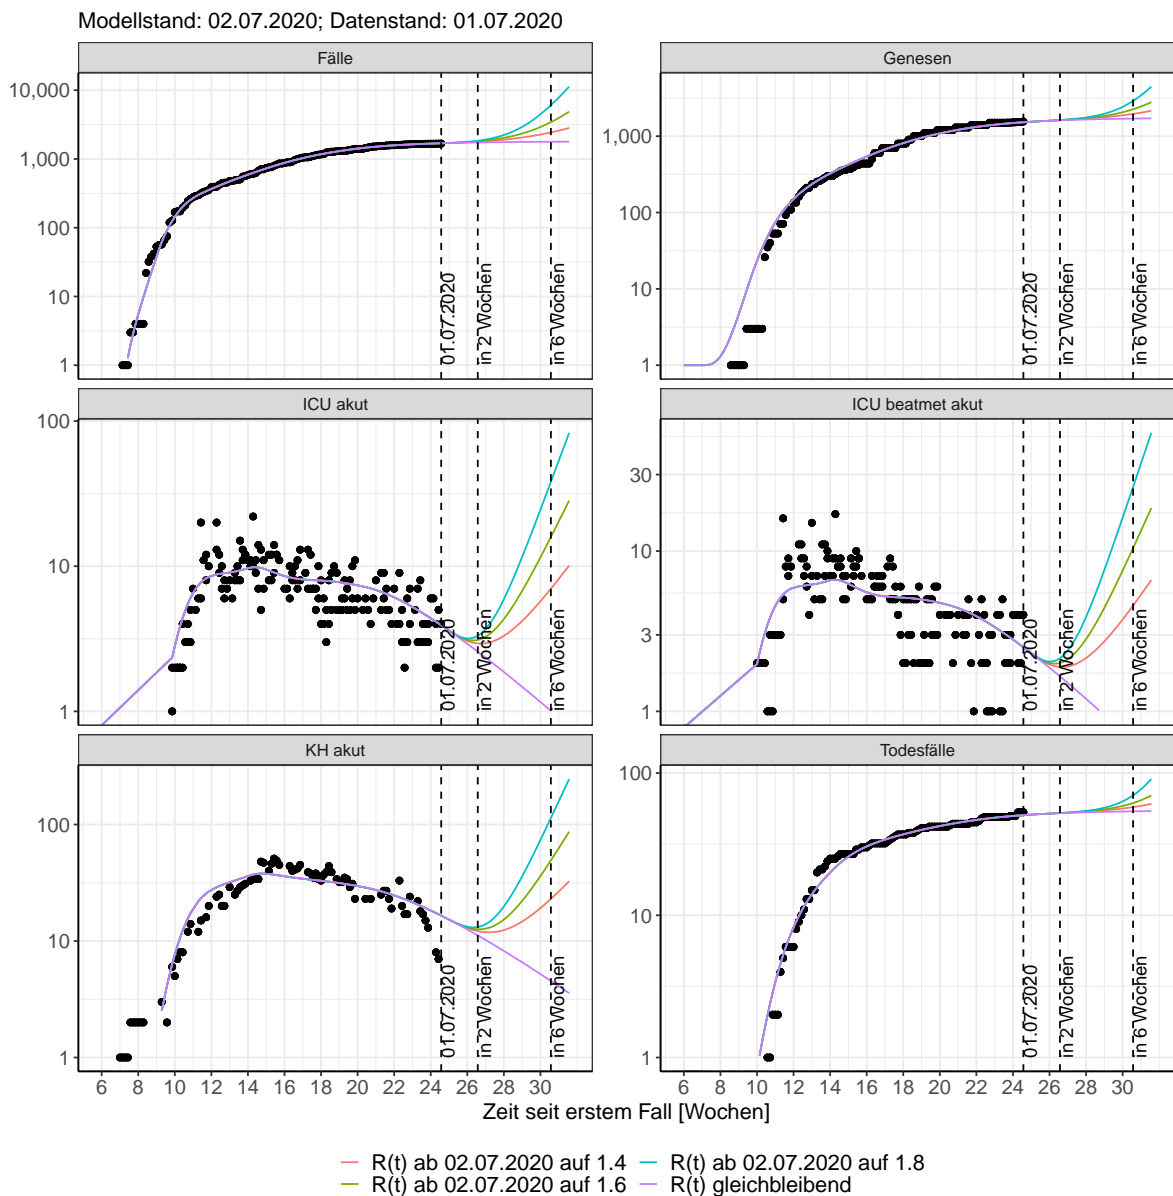 Modellstand: 02.07.2020; Datenstand: 01.07.2020
Fälle
10,000
1,000
100
10
1
01.07.2020
in 2 Wochen
in 6 Wochen
Genesen
1,000
100
10
1
01.07.2020
in 2 Wochen
in 6 Wochen
ICU akut
100
10
1
01.07.2020
in 2 Wochen
in 6 Wochen
ICU beatmet akut
30
10
3
1
01.07.2020
in 2 Wochen
in 6 Wochen
KH akut
100
10
1
01.07.2020
in 2 Wochen
in 6 Wochen
6 8 10 12 14 16 18 20 22 24 26 28 30
Todesfälle
100
10
1
01.07.2020
in 2 Wochen
in 6 Wochen
6 8 10 12 14 16 18 20 22 24 26 28 30
Zeit seit erstem Fall [Wochen]
R(t) ab 02.07.2020 auf 1.4
R(t) ab 02.07.2020 auf 1.8
R(t) ab 02.07.2020 auf 1.6
R(t) gleichbleibend